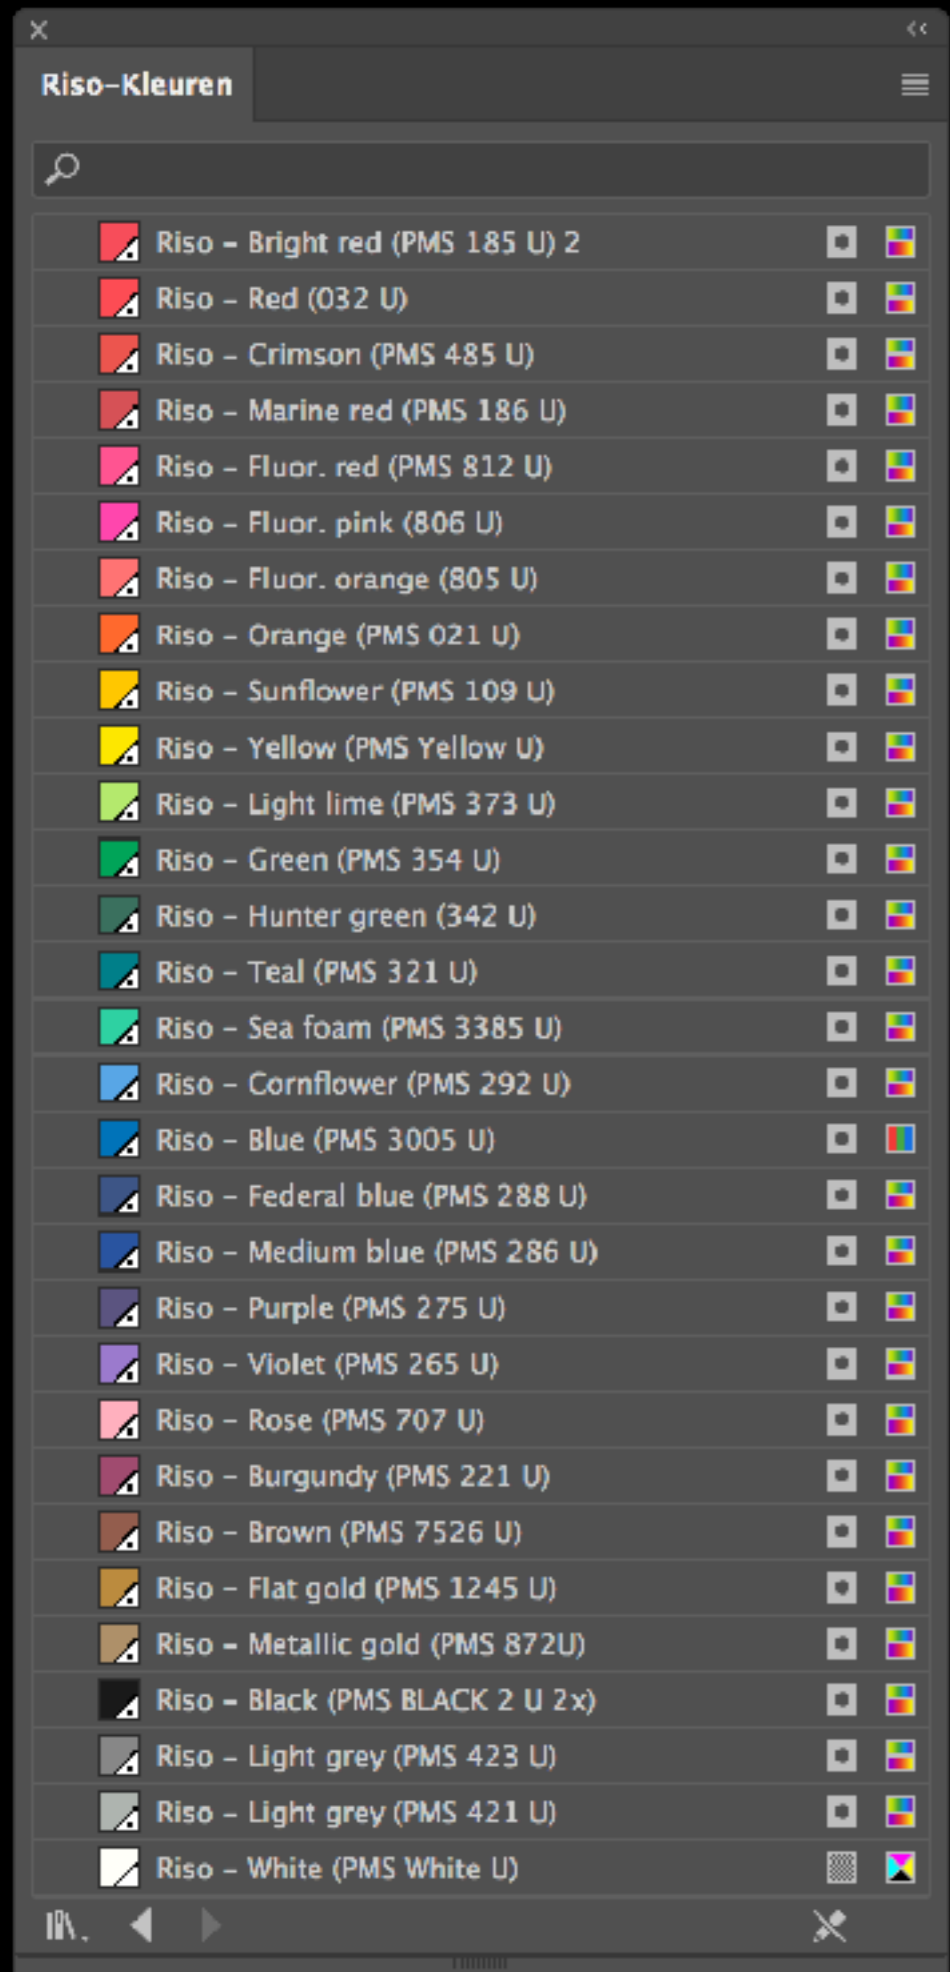 Riso-Kleuren
Riso – Bright red (PMS 185 U) 2
Riso – Red (032 U)
Riso – Crimson (PMS 485 U)
Riso – Marine red (PMS 186 U)
Riso – Fluor. red (PMS 812 U)
Riso – Fluor. pink (806 U)
Riso – Fluor. orange (805 U)
Riso – Orange (PMS 021 U)
Riso – Sunflower (PMS 109 U)
Riso – Yellow (PMS Yellow U)
Riso – Light lime (PMS 373 U)
Riso – Green (PMS 354 U)
Riso – Hunter green (342 U)
Riso – Teal (PMS 321 U)
Riso – Sea foam (PMS 3385 U)
Riso – Cornflower (PMS 292 U)
Riso – Blue (PMS 3005 U)
Riso – Federal blue (PMS 288 U)
Riso – Medium blue (PMS 286 U)
Riso – Purple (PMS 275 U)
Riso – Violet (PMS 265 U)
Riso – Rose (PMS 707 U)
Riso – Burgundy (PMS 221 U)
Riso – Brown (PMS 7526 U)
Riso – Flat gold (PMS 1245 U)
Riso – Metallic gold (PMS 872U)
Riso – Black (PMS BLACK 2 U 2x)
Riso – Light grey (PMS 423 U)
Riso – Light grey (PMS 421 U)
Riso – White (PMS White U)